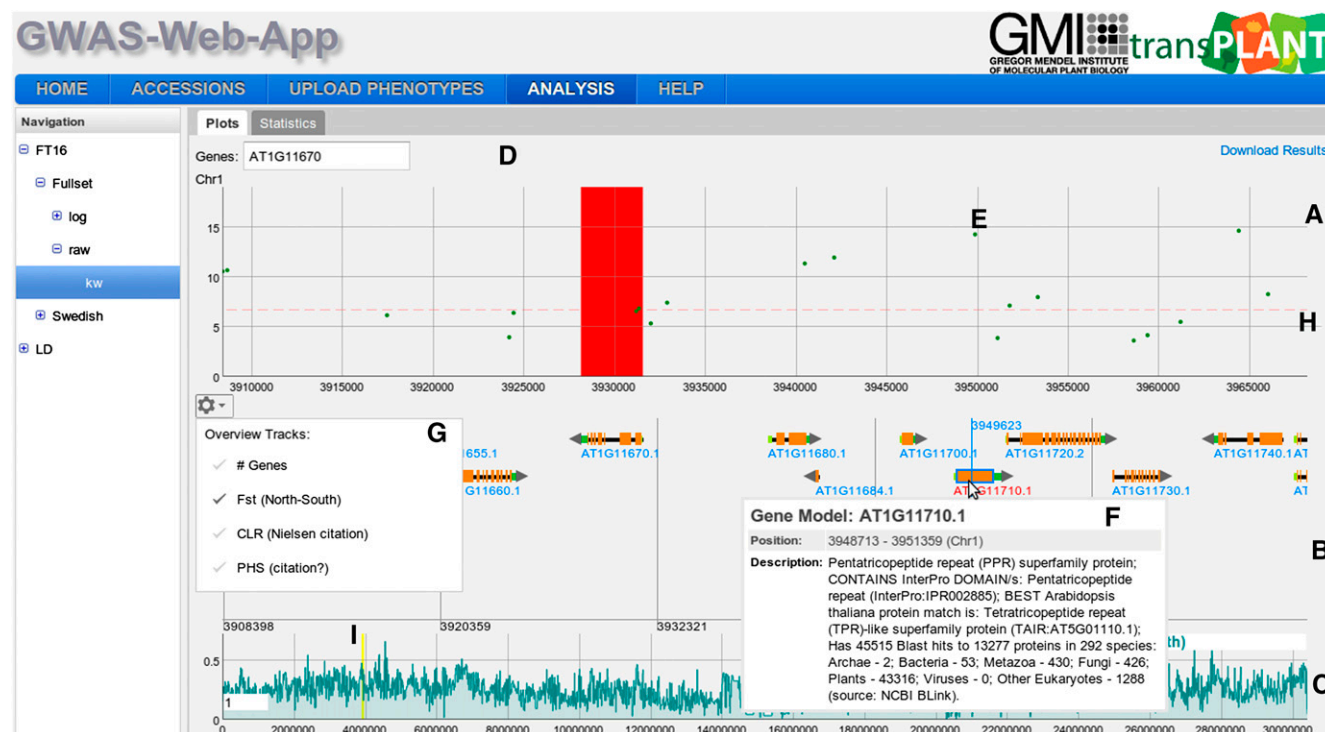 GWAS-Web-App
GMI
GREGOR MENDEL INSTITUTE
OF MOLECULAR PLANT BIOLOGY
transPLANT
HOME ACCESSIONS UPLOAD PHENOTYPES ANALYSIS HELP
Navigation
FT16
Fullset
log
raw
kw
Swedish
LD
Plots Statistics
Genes: AT1G11670 D Download Results
Chr1
E A
15
10
H
5
0
3910000 3915000 3920000 3925000 3930000 3935000 3940000 3945000 3950000 3955000 3960000 3965000
Overview Tracks: G
# Genes
Fst (North-South)
CLR (Nielsen citation)
PHS (citation?)
3949623
1655.1 AT1G11670.1 AT1G11680.1 AT1G11700.1 AT1G11720.2 AT1G11740.1 AT
G11660.1 AT1G11684.1 AT1G11710.1 AT1G11730.1 AT
Gene Model: AT1G11710.1 F
Position: 3948713 - 3951359 (Chr1)
B
Description: Pentatricopeptide repeat (PPR) superfamily protein;
CONTAINS InterPro DOMAIN/s: Pentatricopeptide
repeat (InterPro:IPR002885); BEST Arabidopsis
thaliana protein match is: Tetratricopeptide repeat
(TPR)-like superfamily protein (TAIR:AT5G01110.1);
Has 45515 Blast hits to 13277 proteins in 292 species:
Archae - 2; Bacteria - 53; Metazoa - 430; Fungi - 426;
Plants - 43316; Viruses - 0; Other Eukaryotes - 1288
(source: NCBI BLink).
3908398 3920359 3932321
I th)
0.5
C
1
0
0 2000000 4000000 6000000 8000000 10000000 12000000 14000000 16000000 18000000 20000000 22000000 24000000 26000000 28000000 30000000